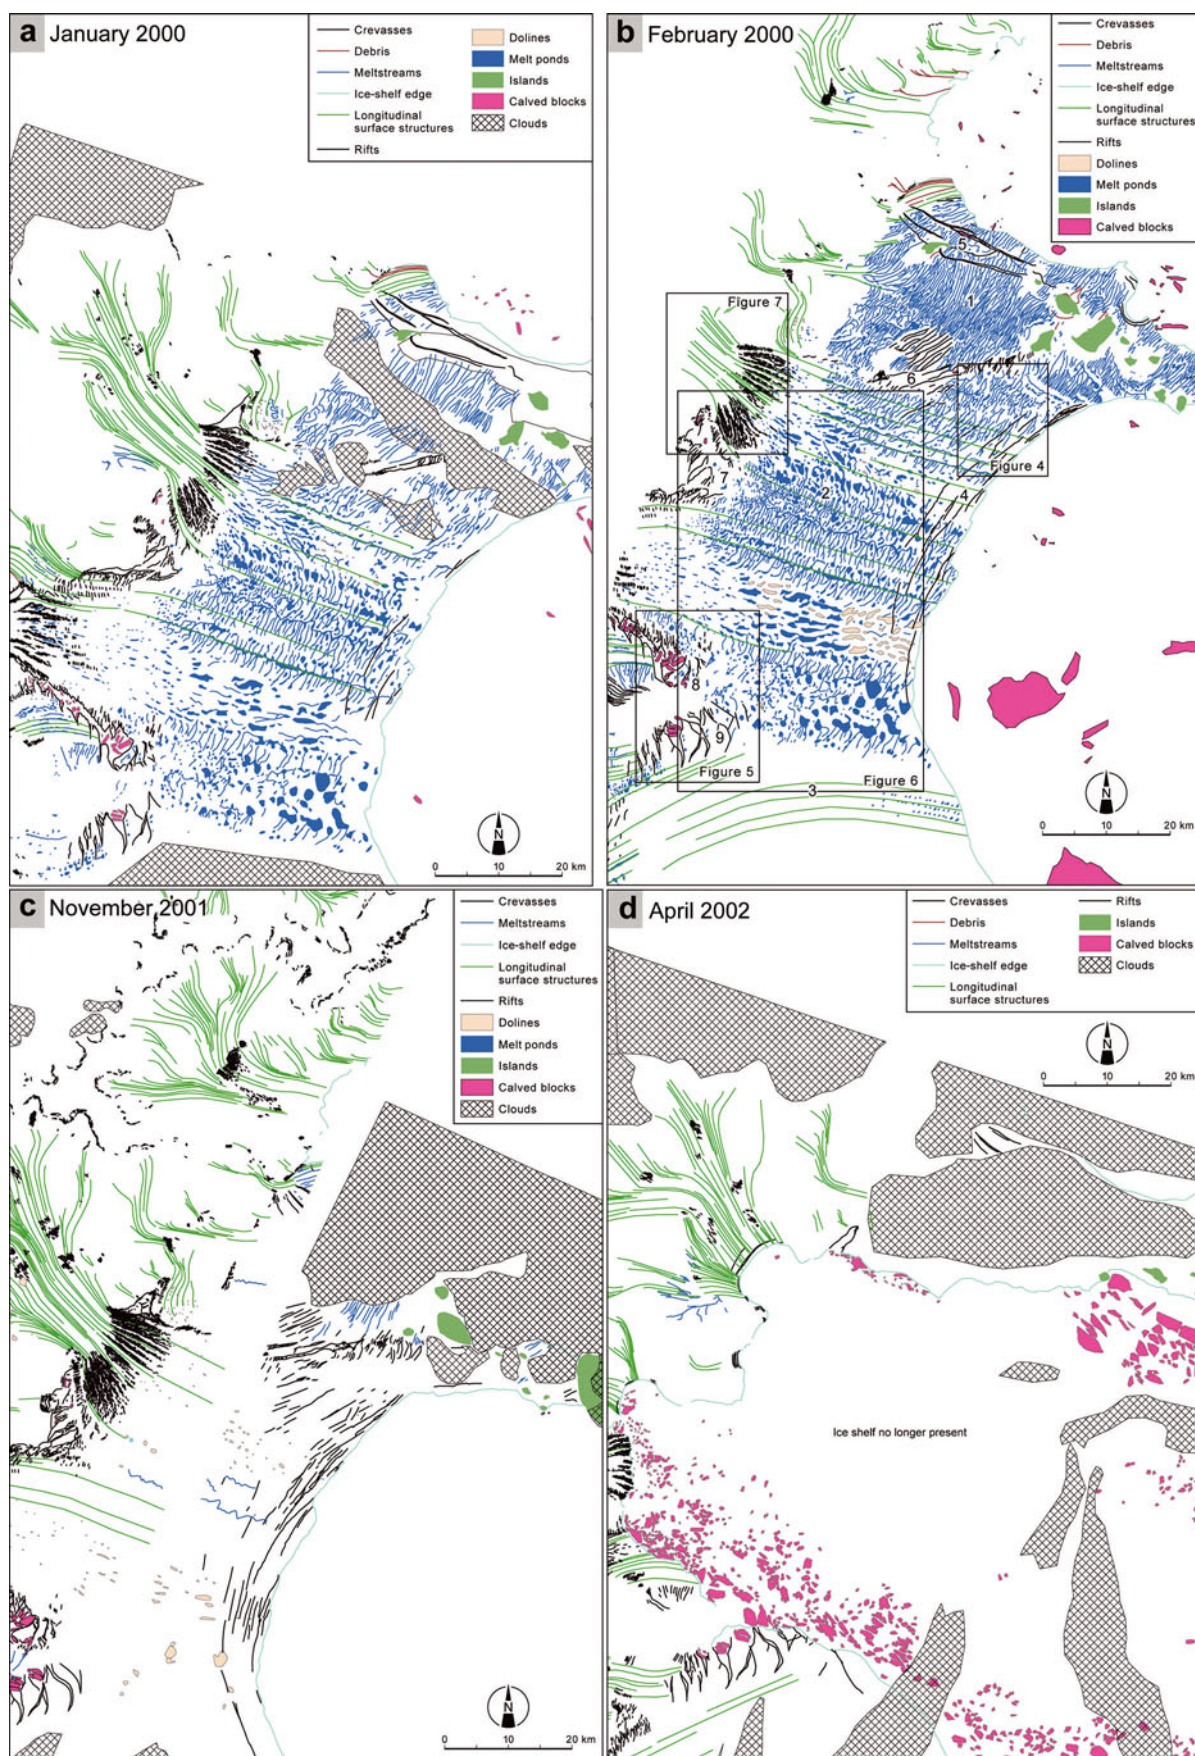 a January 2000
Crevasses
Debris
Meltstreams
Ice-shelf edge
Longitudinal
surface structures
Rifts
Dolines
Melt ponds
Islands
Calved blocks
Clouds
N
0 10 20 km
b February 2000
Crevasses
Debris
Meltstreams
Ice-shelf edge
Longitudinal
surface structures
Rifts
Dolines
Melt ponds
Islands
Calved blocks
5
Figure 7
1
6
Figure 4
7
2
4
8
9
Figure 5
Figure 6
3
N
0 10 20 km
c November 2001
Crevasses
Meltstreams
Ice-shelf edge
Longitudinal
surface structures
Rifts
Dolines
Melt ponds
Islands
Calved blocks
Clouds
N
0 10 20 km
d April 2002
Crevasses
Debris
Meltstreams
Ice-shelf edge
Longitudinal
surface structures
Rifts
Islands
Calved blocks
Clouds
N
0 10 20 km
Ice shelf no longer present